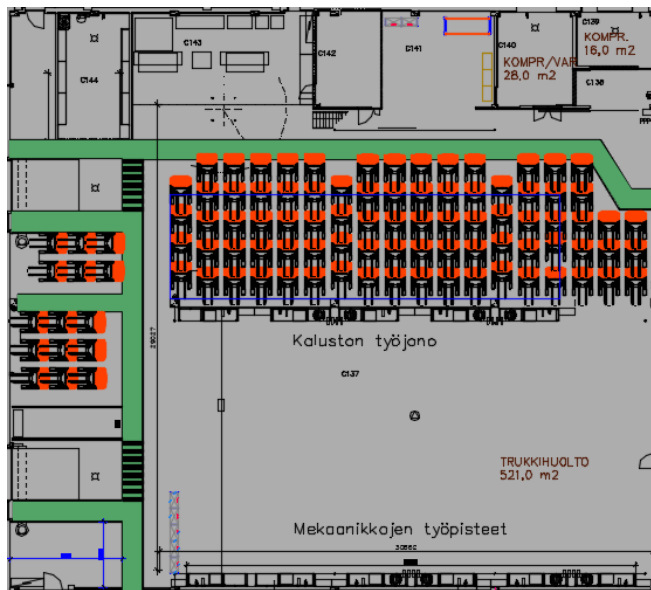 C139
C143
C142
C141
C140
KOMPR.
16,0 m2
KOMPR/VAR
28,0 m2
C144
C138
Kaluston työjono
29027
C137
TRUKKIHUOLTO
521,0 m2
Mekaanikkojen työpisteet